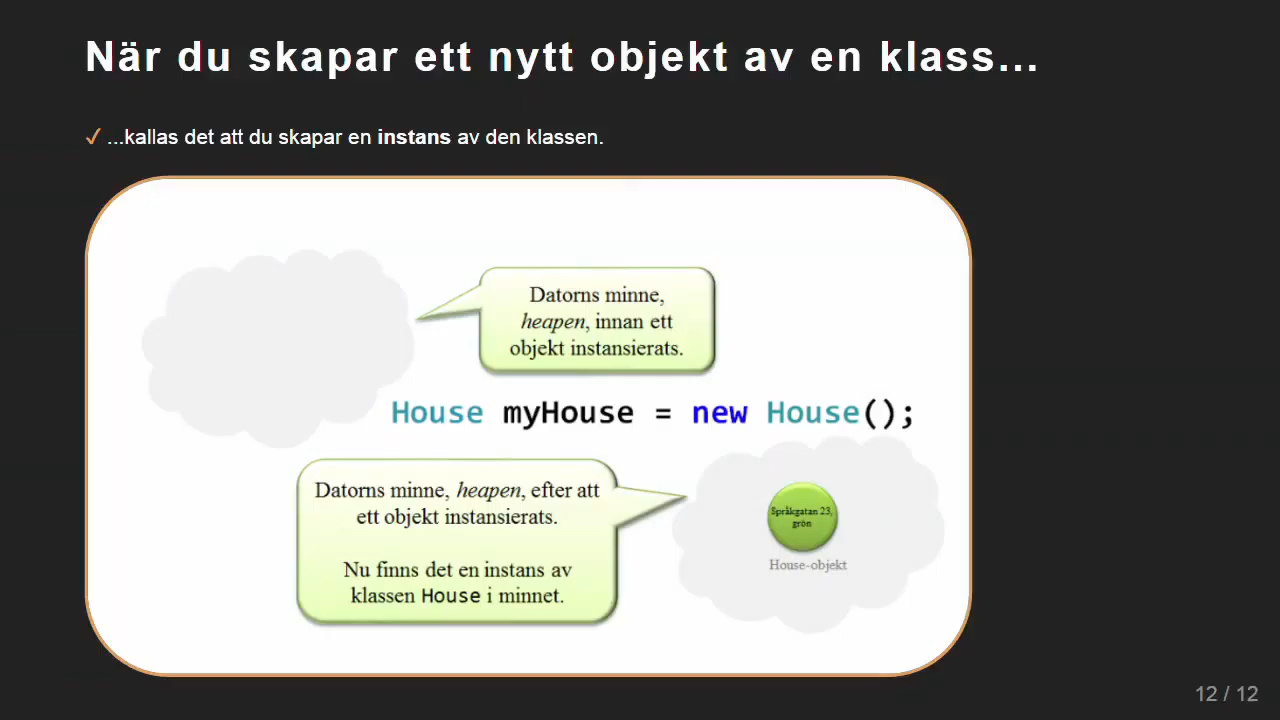 När du skapar ett nytt objekt av en klass...
✓ ...kallas det att du skapar en instans av den klassen.
Datorns minne,
heapen, innan ett
objekt instansierats.
House myHouse = new House();
Datorns minne, heapen, efter att
ett objekt instansierats.
Nu finns det en instans av
klassen House i minnet.
Språkgatan 23,
grön
House-objekt
12 / 12